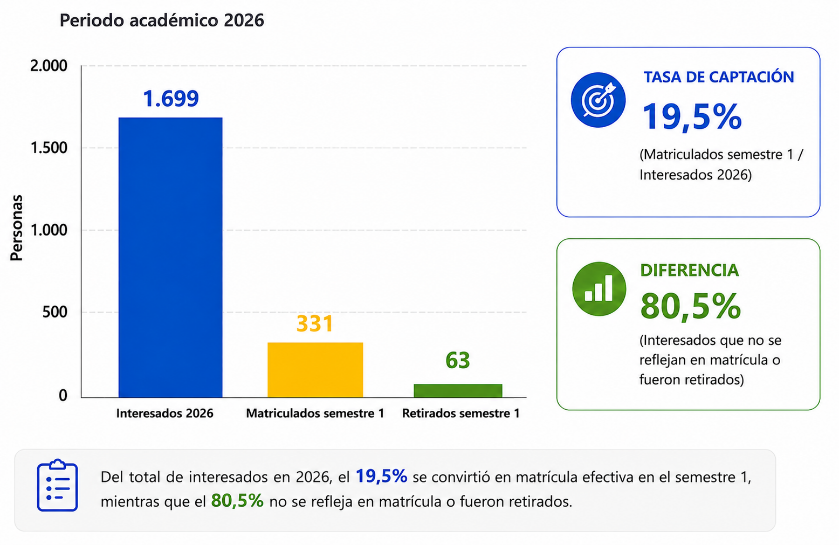 Periodo académico 2026
Personas
2.000
1.500
1.000
500
0
1.699
331
63
Interesados 2026
Matriculados semestre 1
Retirados semestre 1
TASA DE CAPTACIÓN
19,5%
(Matriculados semestre 1 /
Interesados 2026)
DIFERENCIA
80,5%
(Interesados que no se
reflejan en matrícula o
fueron retirados)
Del total de interesados en 2026, el 19,5% se convirtió en matrícula efectiva en el semestre 1,
mientras que el 80,5% no se refleja en matrícula o fueron retirados.